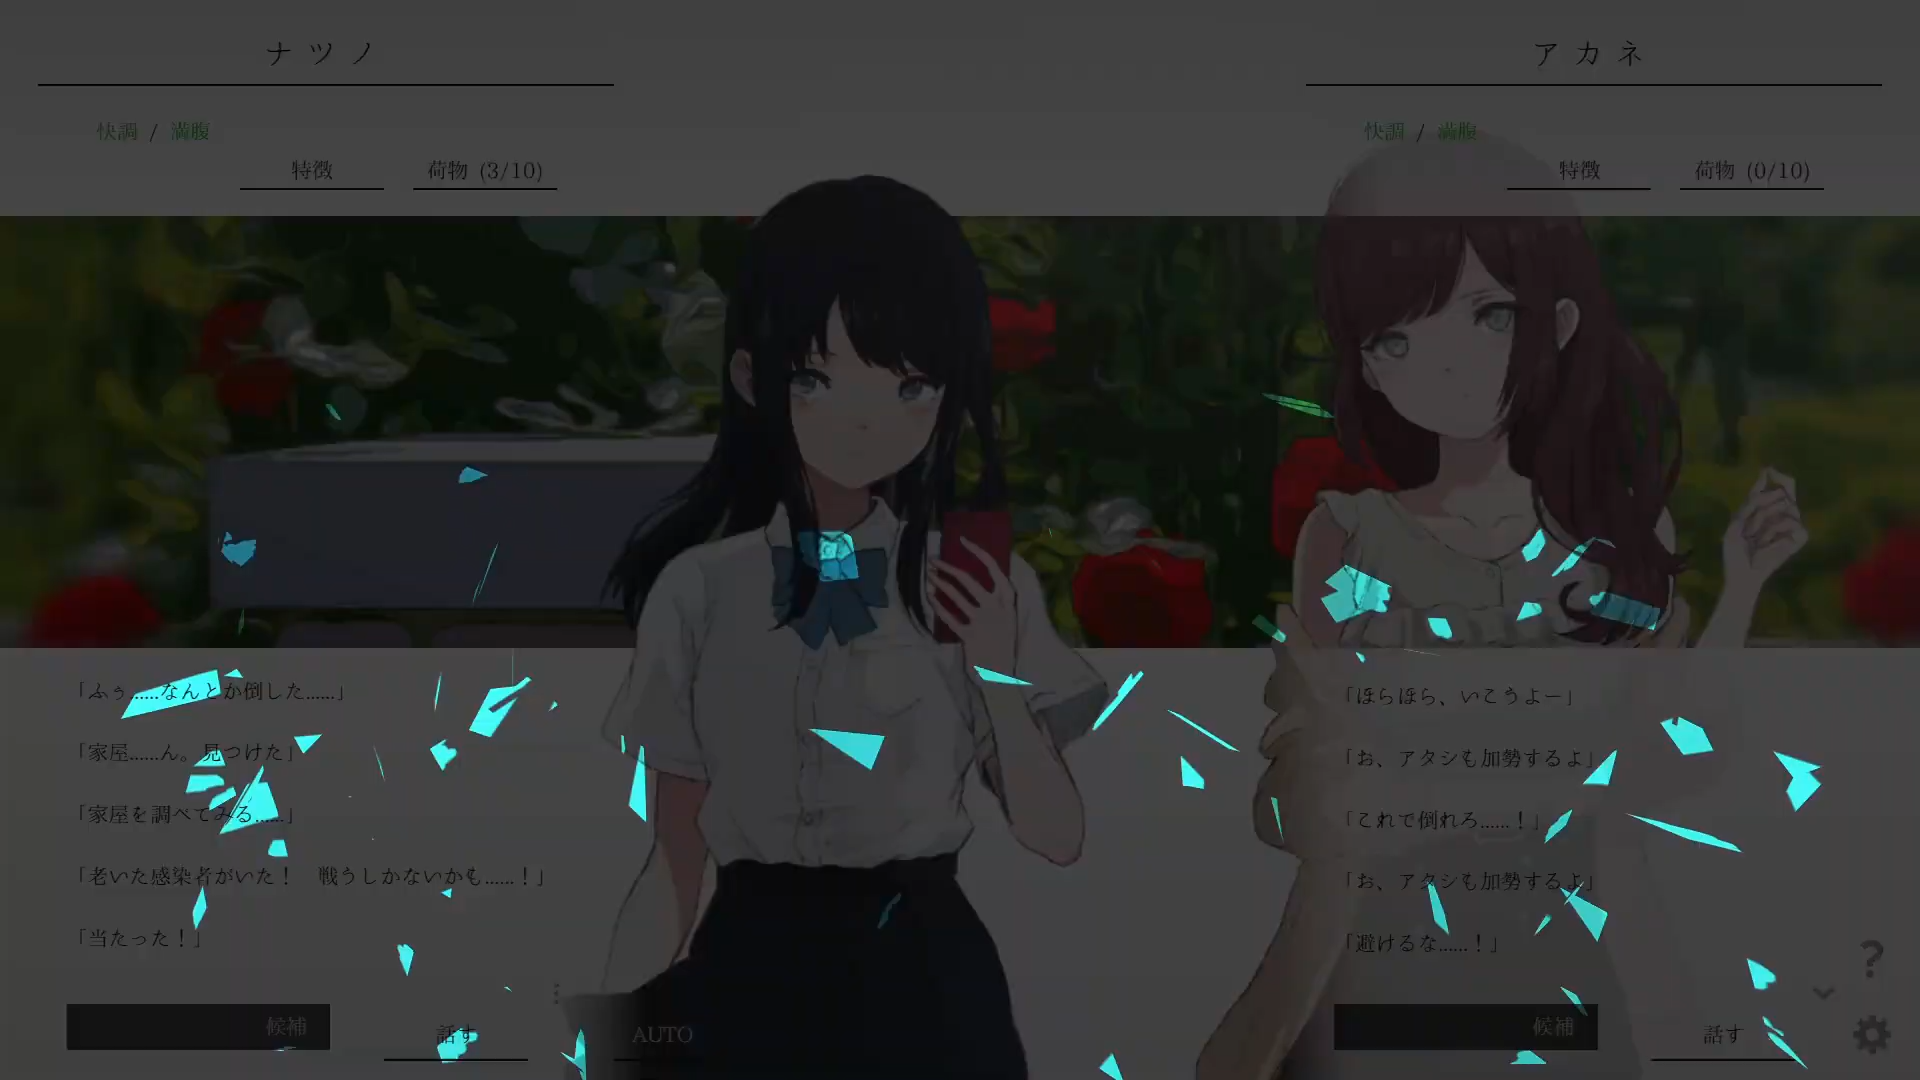 ナツノ
快調 / 満腹
特徴
荷物 (3/10)
アカネ
快調 / 満腹
特徴
荷物 (0/10)
「ふぅ……なんとか倒した……」
「家屋……ん。見つけた」
「家屋を調べてみる……」
「老いた感染者がいた！　戦うしかないかも……！」
「当たった！」
候補
話す
AUTO
「ほらほら、いこうよー」
「お、アタシも加勢するよ」
「これで倒れろ……！」
「お、アタシも加勢するよ」
「避けるな……！」
候補
話す
?